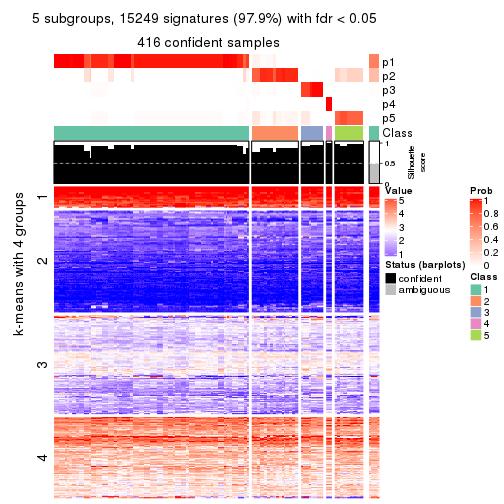 5 subgroups, 15249 signatures (97.9%) with fdr < 0.05
416 confident samples
p1
p2
p3
p4
p5
Class
1
0.5
0
Silhouette
score
k-means with 4 groups
1
2
3
4
Value
5
4
3
2
1
Status (barplots)
confident
ambiguous
Prob
1
0.8
0.6
0.4
0.2
0
Class
1
2
3
4
5